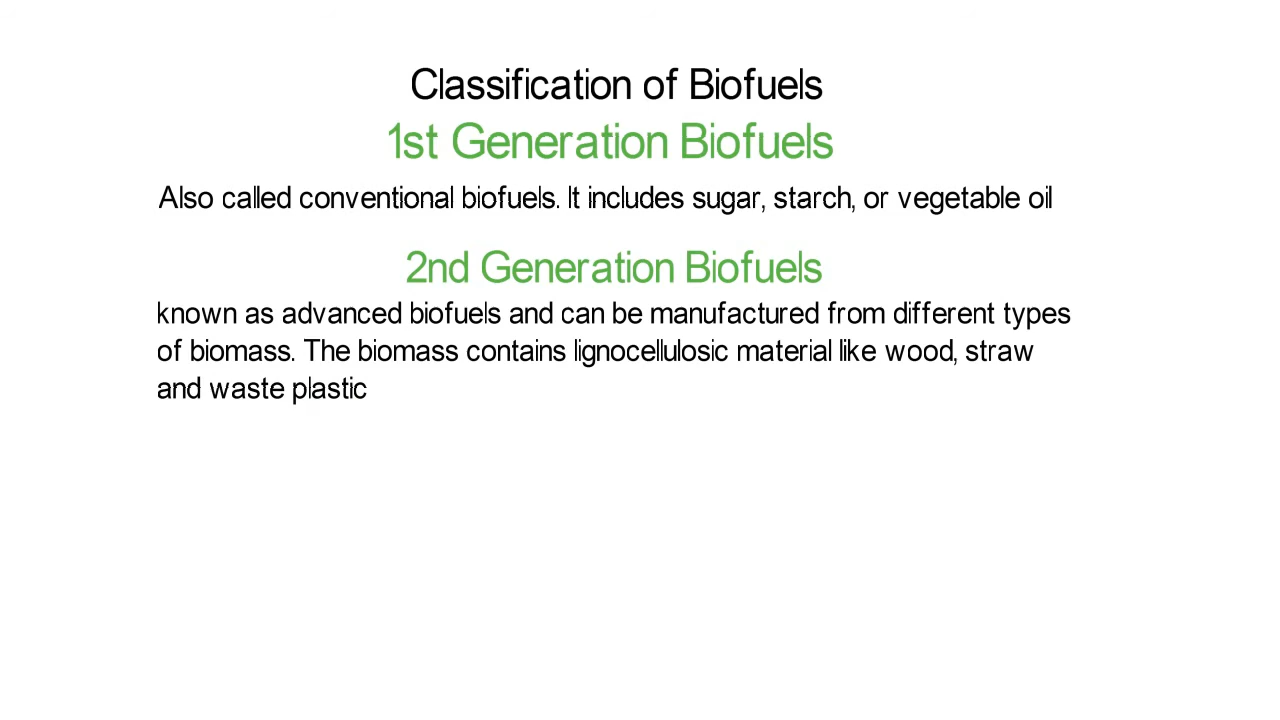 Classification of Biofuels
1st Generation Biofuels
Also called conventional biofuels. It includes sugar, starch, or vegetable oil
2nd Generation Biofuels
known as advanced biofuels and can be manufactured from different types
of biomass. The biomass contains lignocellulosic material like wood, straw
and waste plastic